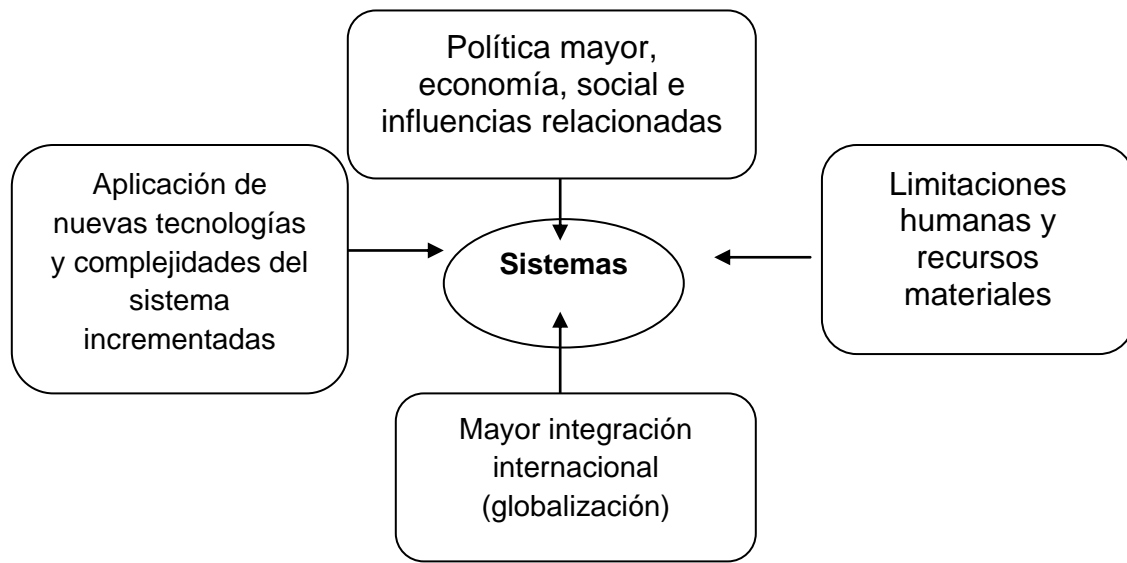 Política mayor,
economía, social e
influencias relacionadas
Aplicación de
nuevas tecnologías
y complejidades del
sistema
incrementadas
Sistemas
Limitaciones
humanas y
recursos
materiales
Mayor integración
internacional
(globalización)